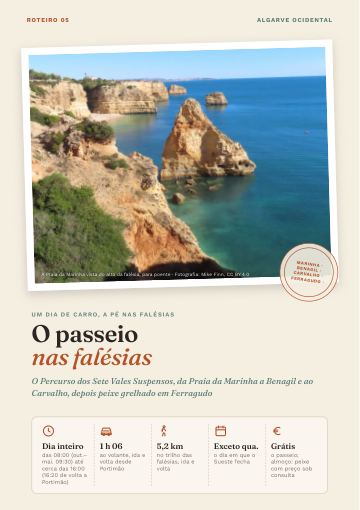 ROTEIRO 05
ALGARVE OCIDENTAL
A Praia da Marinha vista do alto da falésia, para poente · Fotografia: Mike Finn, CC BY 4.0
MARINHA ·
BENAGIL ·
CARVALHO ·
FERRAGUDO ·
UM DIA DE CARRO, A PÉ NAS FALÉSIAS
O passeio
nas falésias
O Percurso dos Sete Vales Suspensos, da Praia da Marinha a Benagil e ao
Carvalho, depois peixe grelhado em Ferragudo
Dia inteiro
das 08:00 (out.–
mai. 09:30) até
cerca das 16:00
(16:20 de volta a
Portimão)
1 h 06
ao volante, ida e
volta desde
Portimão
5,2 km
no trilho das
falésias, ida e
volta
Exceto qua.
o dia em que o
Sueste fecha
Grátis
o passeio;
almoço: peixe
com preço sob
consulta